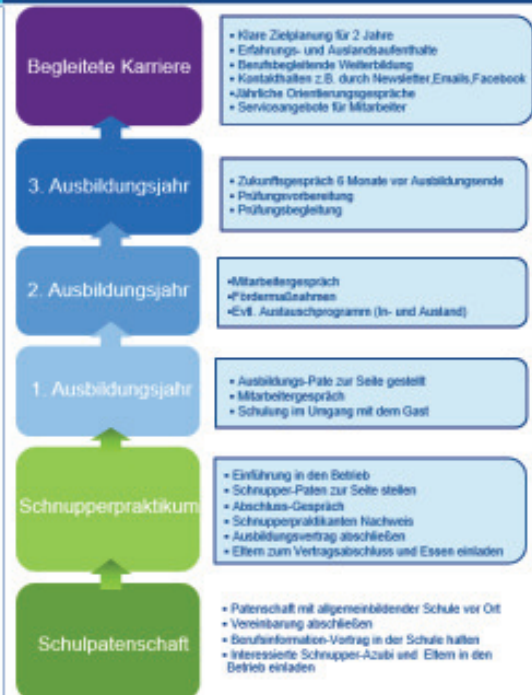 Begleitete Karriere
• Klare Zielplanung für 2 Jahre
• Erfahrungs- und Auslandsaufenthalte
• Berufsbegleitende Weiterbildung
• Kontakthalten z.B. durch Newsletter,Emails,Facebook
•Jährliche Orientierungsgespräche
• Serviceangebote für Mitarbeiter
3. Ausbildungsjahr
• Zukunftsgespräch 6 Monate vor Ausbildungsende
• Prüfungsvorbereitung
• Prüfungsbegleitung
2. Ausbildungsjahr
•Mitarbeitergespräch
•Fördermaßnahmen
• Evtl. Austauschprogramm (In- und Ausland)
1. Ausbildungsjahr
• Ausbildungs-Pate zur Seite gestellt
• Mitarbeitergespräch
• Schulung im Umgang mit dem Gast
Schnupperpraktikum
• Einführung in den Betrieb
• Schnupper-Paten zur Seite stellen
• Abschluss-Gespräch
• Schnupperpraktikanten Nachweis
• Ausbildungsvertrag abschließen
• Eltern zum Vertragsabschluss und Essen einladen
Schulpatenschaft
• Patenschaft mit allgemeinbildender Schule vor Ort
• Vereinbarung abschließen
• Berufsinformation-Vortrag in der Schule halten
• Interessierte Schnupper-Azubi und Eltern in den
Betrieb einladen